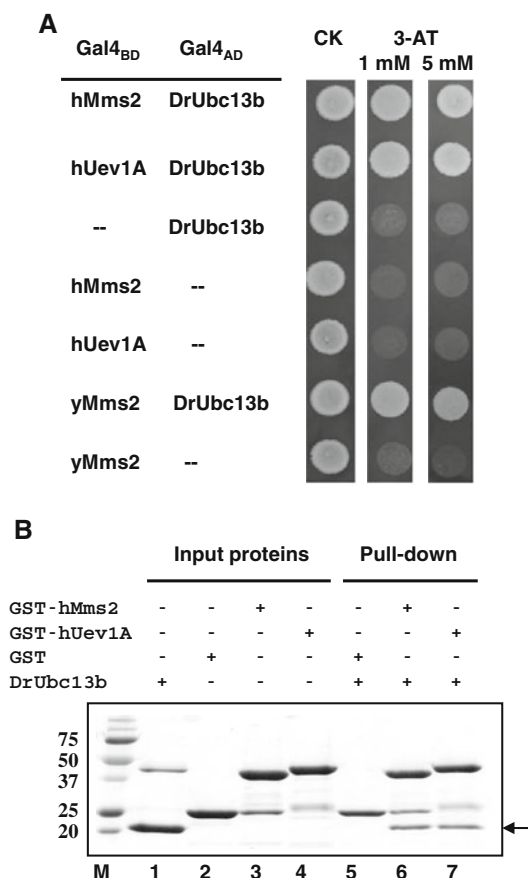 A
Gal4BD Gal4AD CK 3-AT
1 mM 5 mM
hMms2 DrUbc13b
hUev1A DrUbc13b
-- DrUbc13b
hMms2 --
hUev1A --
yMms2 DrUbc13b
yMms2 --
B
Input proteins Pull-down
GST-hMms2 - - + - - + -
GST-hUev1A - - - + - - +
GST - + - - + - -
DrUbc13b + - - - + + +
75
50
37
25
20
M 1 2 3 4 5 6 7